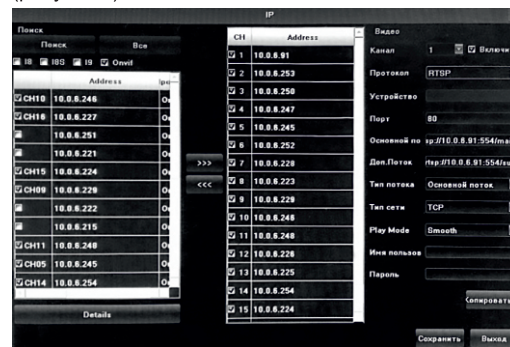 IP
Поиск
Поиск Все
I8 I8S I9 Onvif
Address
CH10 10.0.6.246
CH16 10.0.6.227
10.0.6.251
10.0.6.221
CH15 10.0.6.224
CH09 10.0.6.229
10.0.6.222
10.0.6.215
CH11 10.0.6.248
CH05 10.0.6.245
CH14 10.0.6.254
Details
>>>
<<<
CH Address
1 10.0.6.91
2 10.0.6.253
3 10.0.6.250
4 10.0.6.247
5 10.0.6.245
6 10.0.6.252
7 10.0.6.228
8 10.0.6.223
9 10.0.6.229
10 10.0.6.246
11 10.0.6.248
12 10.0.6.226
13 10.0.6.225
14 10.0.6.254
15 10.0.6.224
Видео
Канал 1 Включи
Протокол RTSP
Устройство
Порт 80
Основной по sp://10.0.6.91:554/ma
Доп.Поток rtsp://10.0.6.91:554/su
Тип потока Основной поток
Тип сети TCP
Play Mode Smooth
Имя пользов
Пароль
Копировать
Сохранить Выход